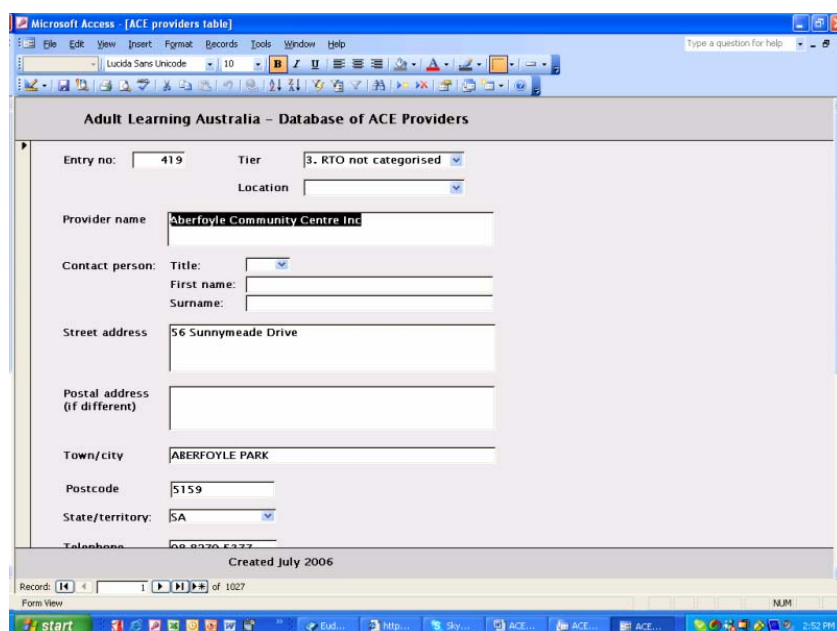 Microsoft Access - [ACE providers table]
File Edit View Insert Format Records Tools Window Help Type a question for help
Lucida Sans Unicode 10 B I U
Adult Learning Australia – Database of ACE Providers
Entry no: 419 Tier 3. RTO not categorised
Location
Provider name Aberfoyle Community Centre Inc
Contact person: Title:
First name:
Surname:
Street address 56 Sunnymeade Drive
Postal address
(if different)
Town/city ABERFOYLE PARK
Postcode 5159
State/territory: SA
Telephone 08 8270 5377
Created July 2006
Record: 1 of 1027
Form View NUM
start Eud... http... Sky... ACE... ACE... ACE... 2:52 PM